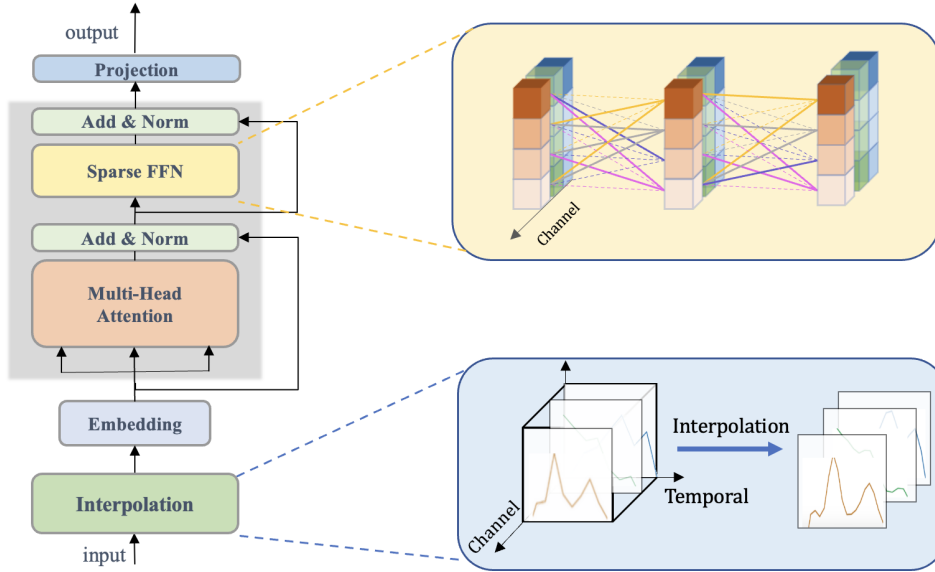 output
Projection
Add & Norm
Sparse FFN
Add & Norm
Multi-Head
Attention
Embedding
Interpolation
input
Channel
Interpolation
Temporal
Channel